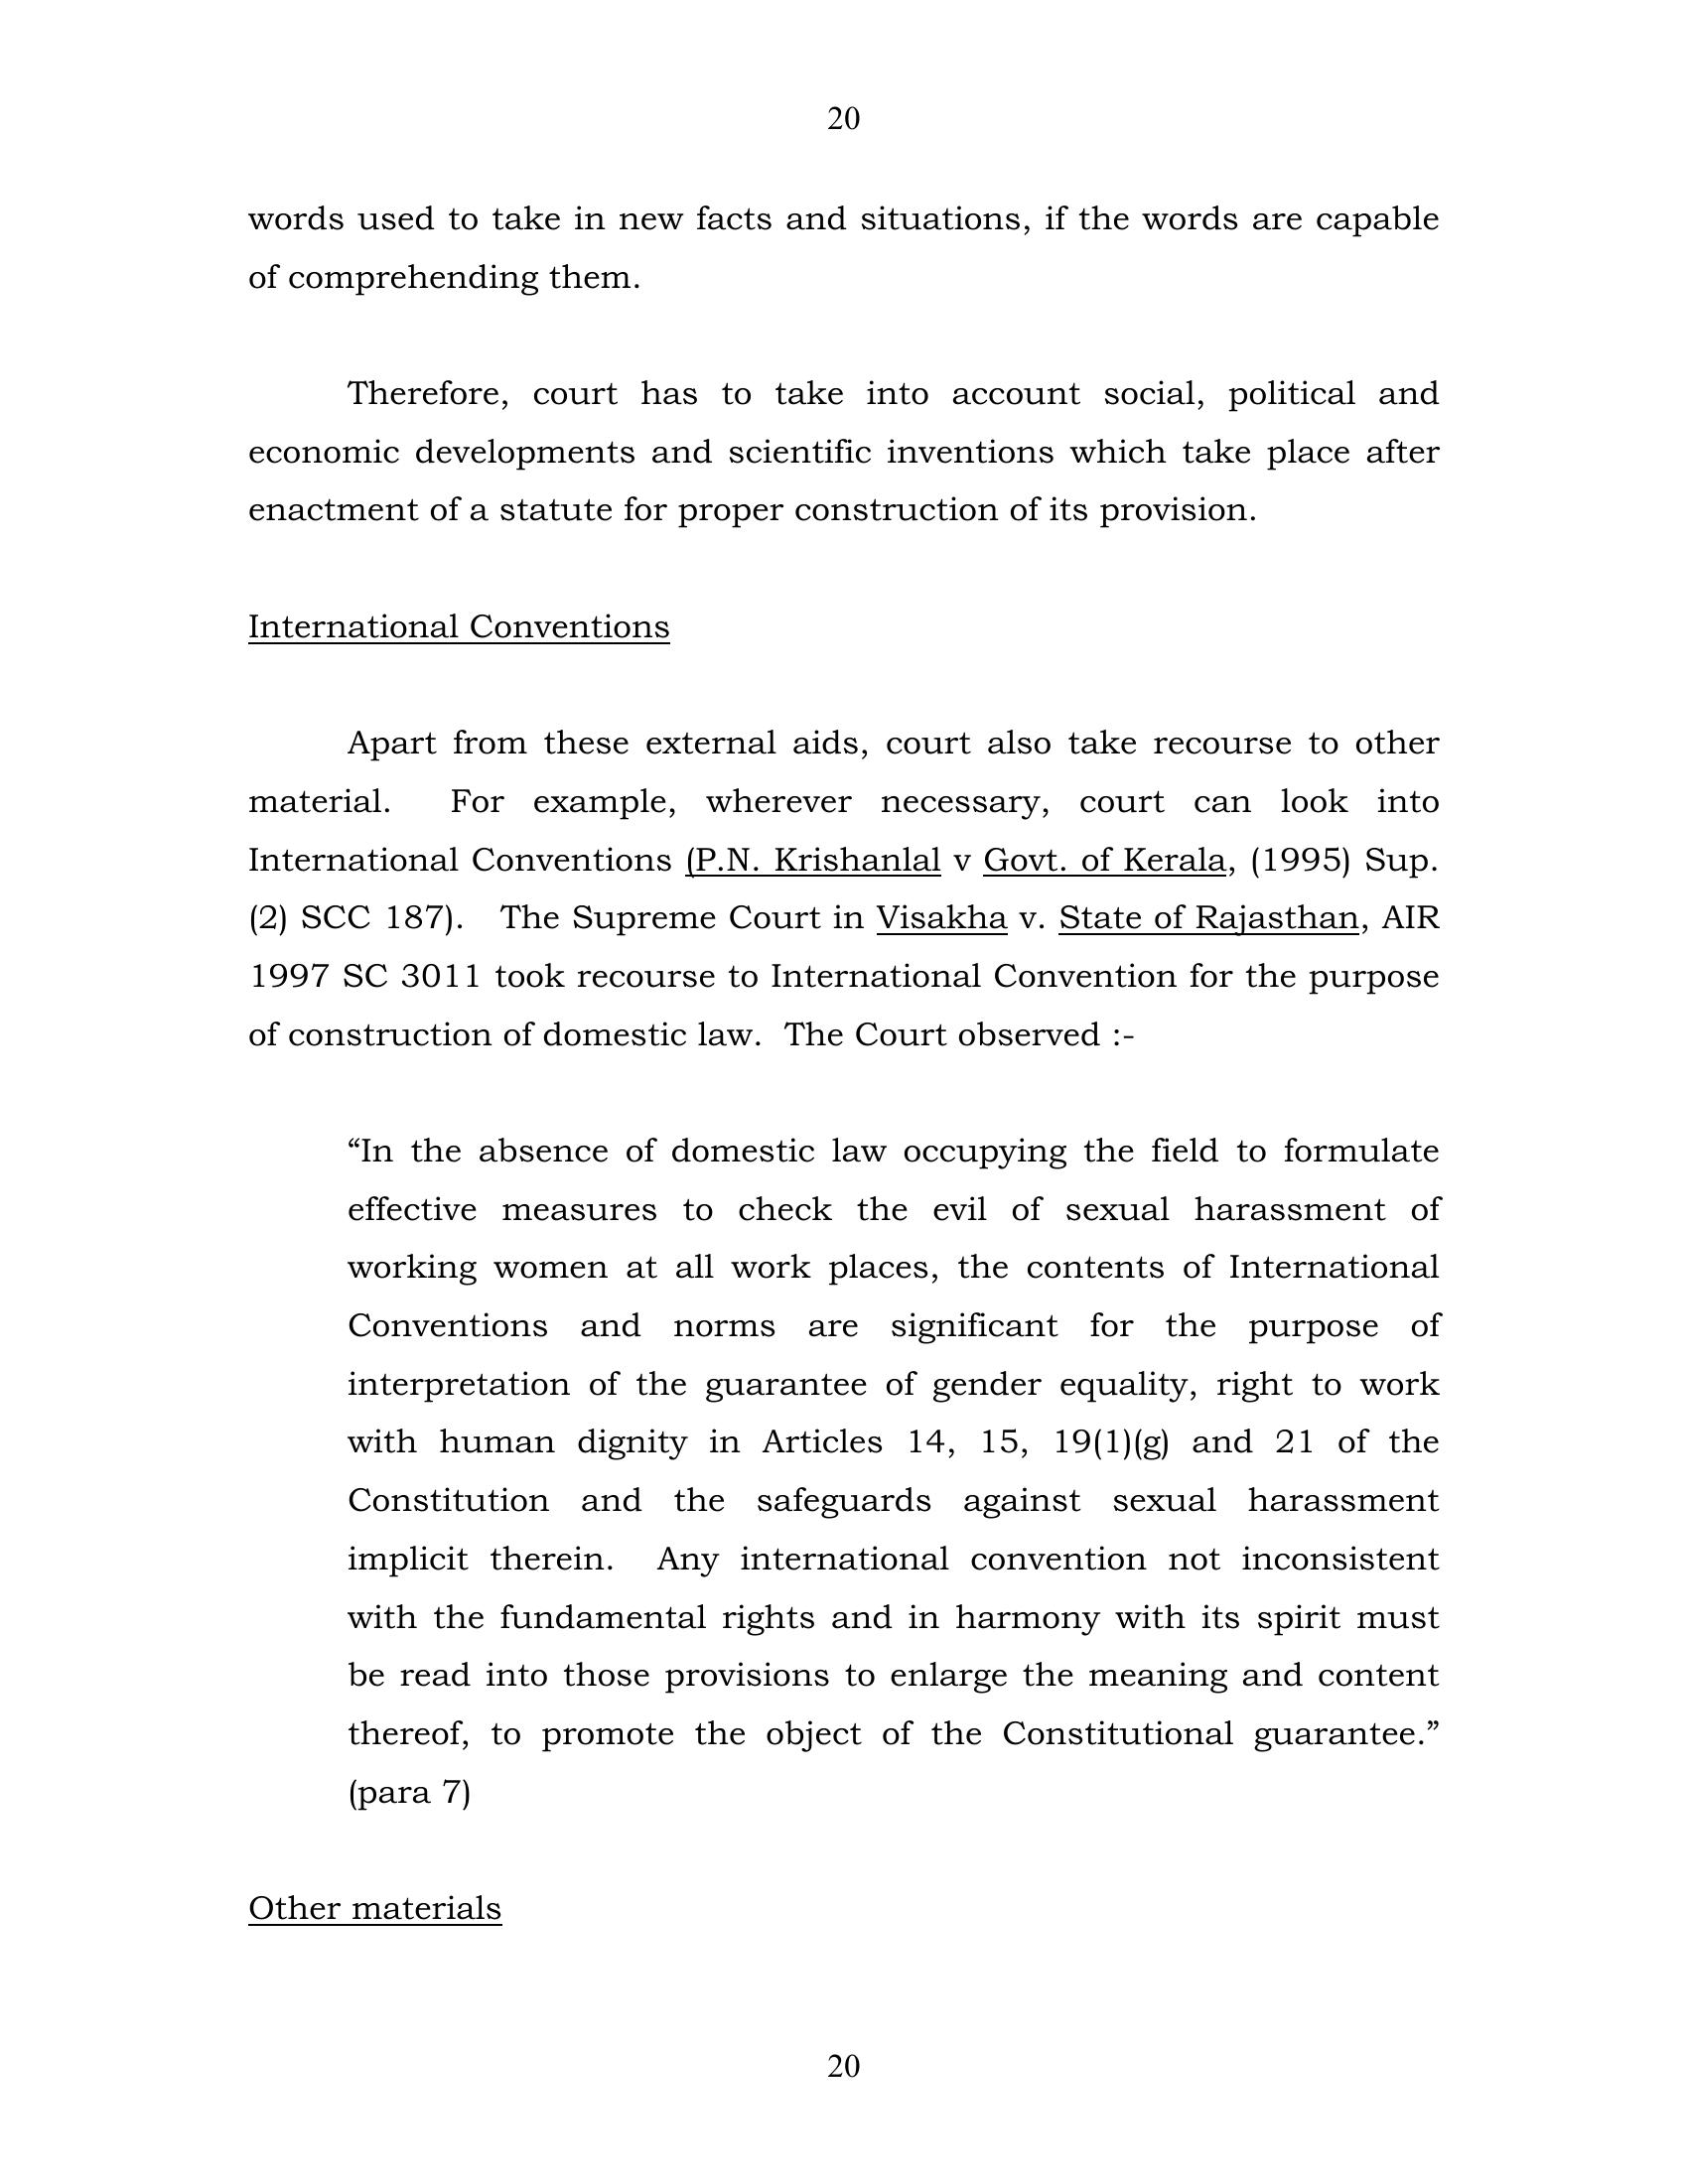 20
words used to take in new facts and situations, if the words are capable
of comprehending them.
Therefore, court has to take into account social, political and
economic developments and scientific inventions which take place after
enactment of a statute for proper construction of its provision.
International Conventions
Apart from these external aids, court also take recourse to other
material. For example, wherever necessary, court can look into
International Conventions (P.N. Krishanlal v Govt. of Kerala, (1995) Sup.
(2) SCC 187). The Supreme Court in Visakha v. State of Rajasthan, AIR
1997 SC 3011 took recourse to International Convention for the purpose
of construction of domestic law. The Court observed :-
“In the absence of domestic law occupying the field to formulate
effective measures to check the evil of sexual harassment of
working women at all work places, the contents of International
Conventions and norms are significant for the purpose of
interpretation of the guarantee of gender equality, right to work
with human dignity in Articles 14, 15, 19(1)(g) and 21 of the
Constitution and the safeguards against sexual harassment
implicit therein. Any international convention not inconsistent
with the fundamental rights and in harmony with its spirit must
be read into those provisions to enlarge the meaning and content
thereof, to promote the object of the Constitutional guarantee.”
(para 7)
Other materials
20